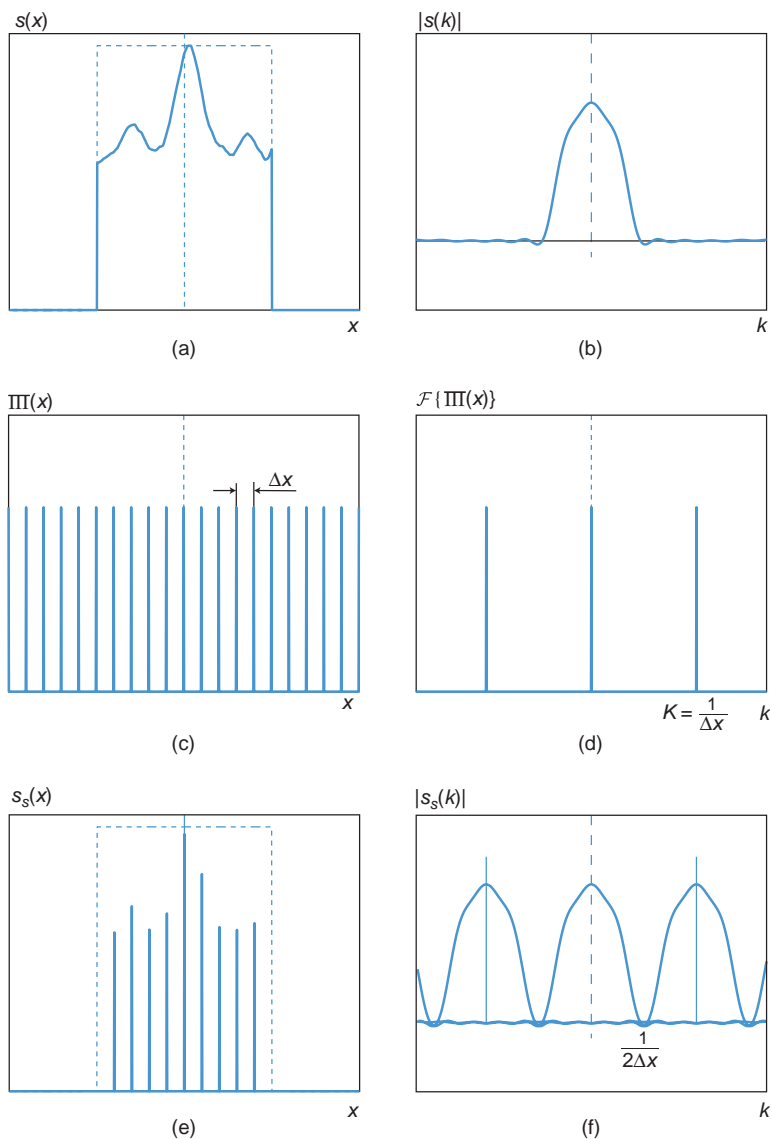 s(x)
|s(k)|
x
k
(a)
(b)
Ш(x)
ℱ{Ш(x)}
Δx
x
K = 1/Δx
k
(c)
(d)
s_s(x)
|s_s(k)|
1/2Δx
x
k
(e)
(f)